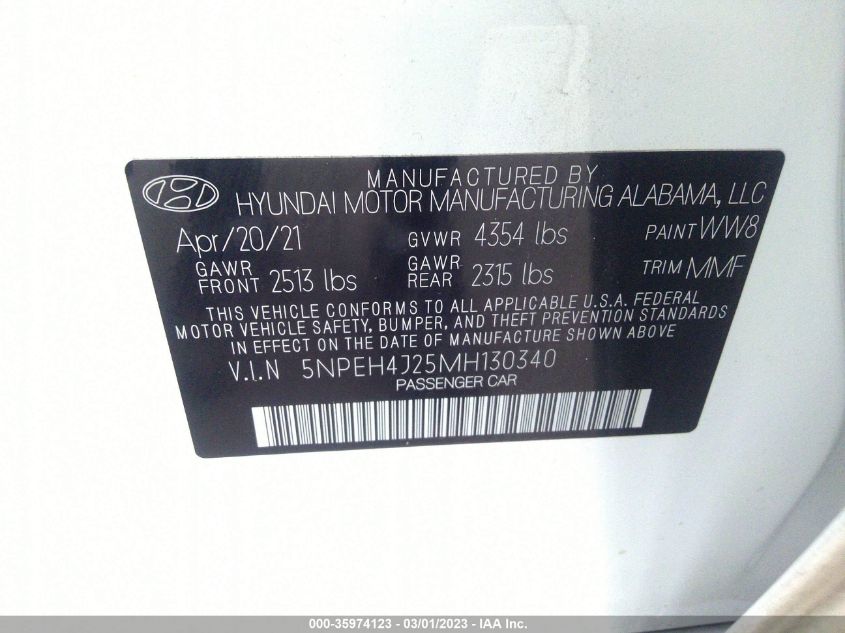 MANUFACTURED BY
HYUNDAI MOTOR MANUFACTURING ALABAMA, LLC
Apr/20/21 GVWR 4354 lbs PAINT WW8
GAWR FRONT 2513 lbs GAWR REAR 2315 lbs TRIM MMF
THIS VEHICLE CONFORMS TO ALL APPLICABLE U.S.A. FEDERAL
MOTOR VEHICLE SAFETY, BUMPER, AND THEFT PREVENTION STANDARDS
IN EFFECT ON THE DATE OF MANUFACTURE SHOWN ABOVE
V.I.N 5NPEH4J25MH130340
PASSENGER CAR
000-35974123 - 03/01/2023 - IAA Inc.